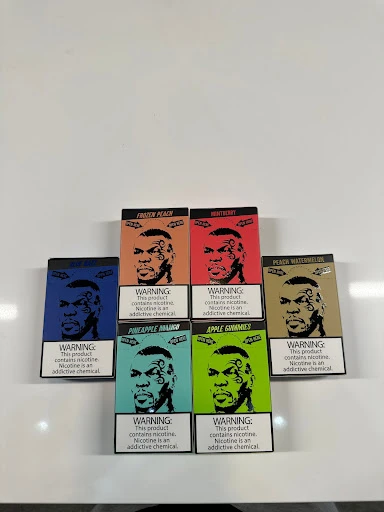 FROZEN PEACH
WARNING:
This product
contains nicotine.
Nicotine is an
addictive chemical.
WARNING:
This product
contains nicotine.
Nicotine is an
addictive chemical.
WARNING:
This product
contains nicotine.
Nicotine is an
addictive chemical.
PEACH WATERMELON
WARNING:
This product
contains nicotine.
Nicotine is an
addictive chemical.
PINEAPPLE MANGO
WARNING:
This product
contains nicotine.
Nicotine is an
addictive chemical.
APPLE GUMMIES
WARNING:
This product
contains nicotine.
Nicotine is an
addictive chemical.